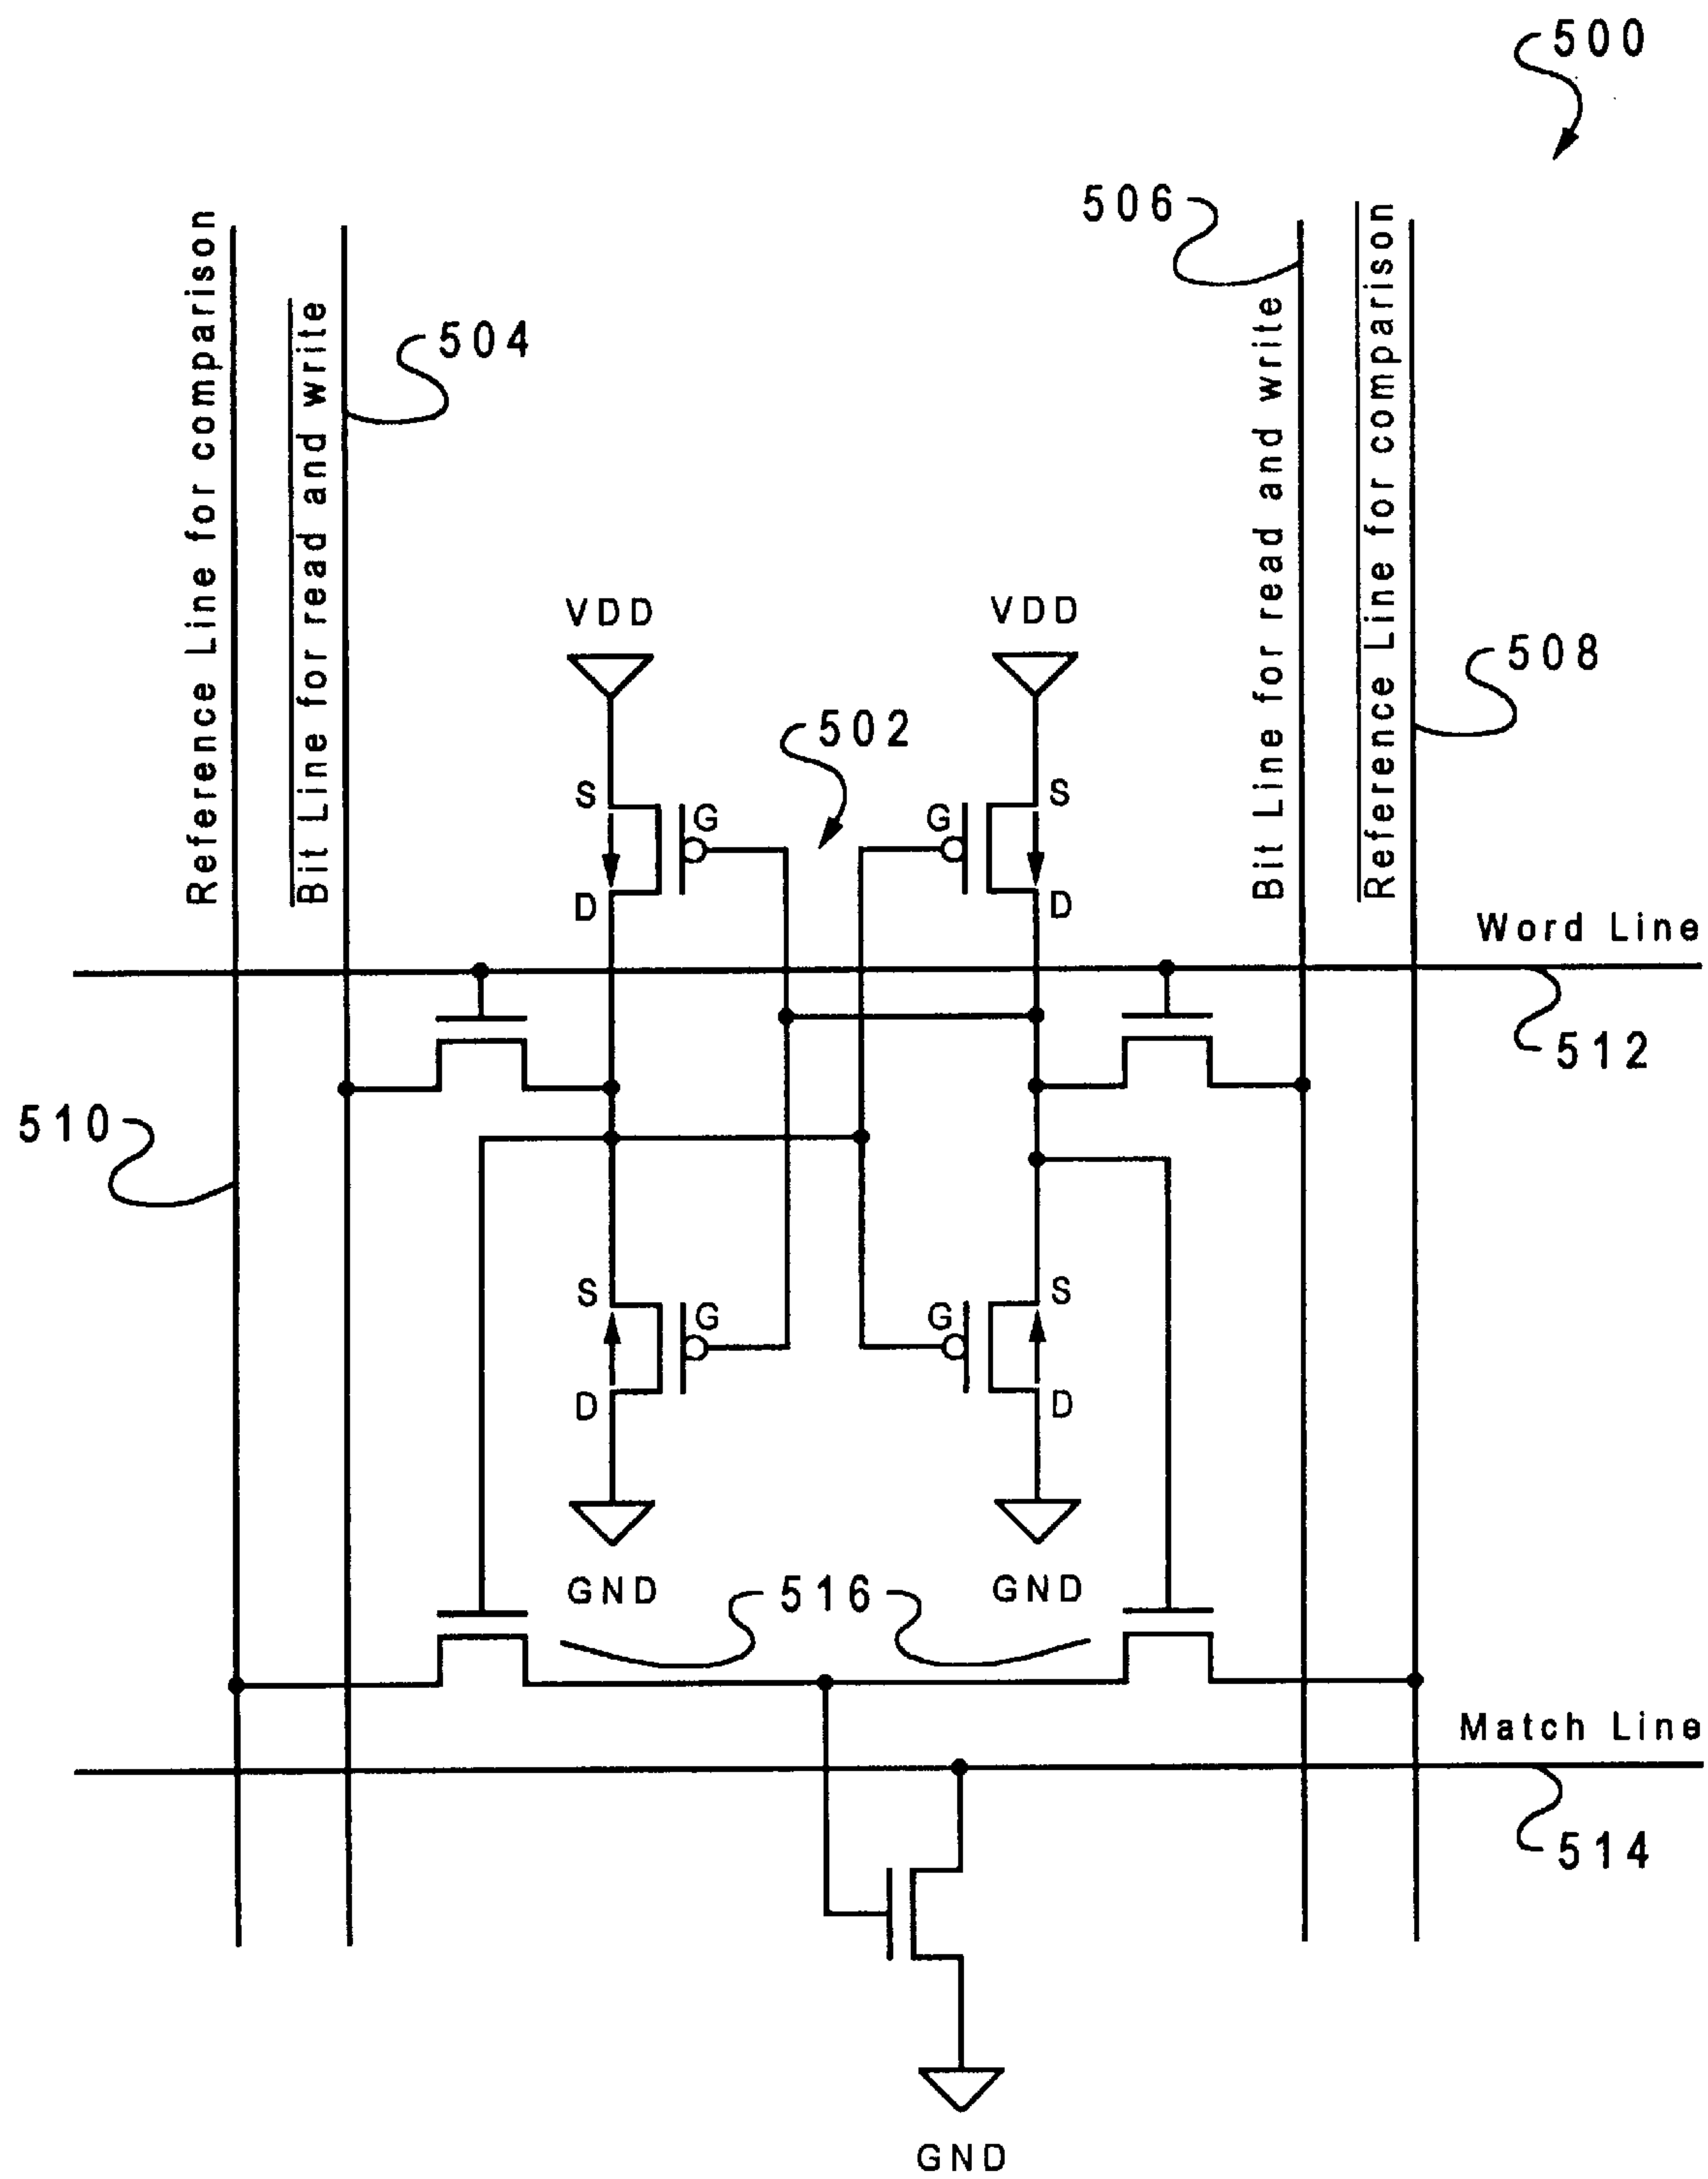 500
506
Reference Line for comparison
Bit Line for read and write
504
Bit Line for read and write
Reference Line for comparison
508
VDD
VDD
502
S
G
G
S
D
D
Word Line
512
510
S
G
G
S
D
D
GND
516
GND
Match Line
514
GND